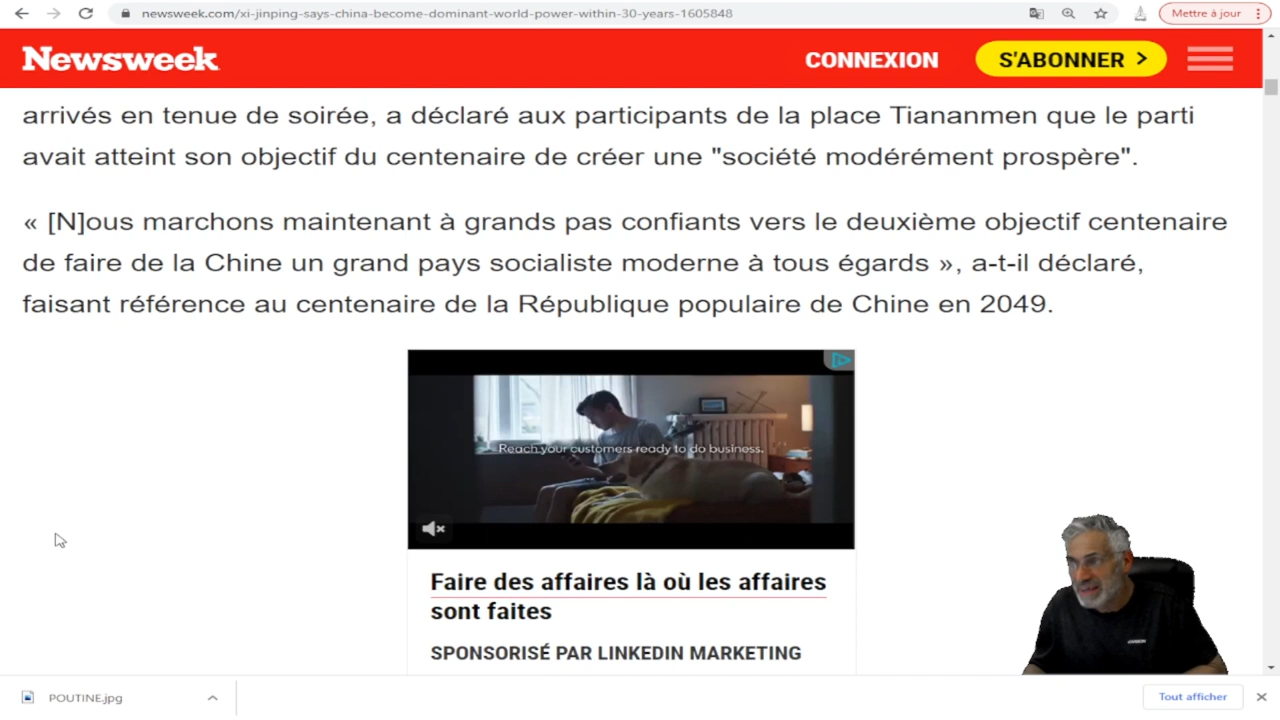 newsweek.com/xi-jinping-says-china-become-dominant-world-power-within-30-years-1605848
Mettre à jour
Newsweek
CONNEXION
S'ABONNER >
arrivés en tenue de soirée, a déclaré aux participants de la place Tiananmen que le parti
avait atteint son objectif du centenaire de créer une "société modérément prospère".
« [N]ous marchons maintenant à grands pas confiants vers le deuxième objectif centenaire
de faire de la Chine un grand pays socialiste moderne à tous égards », a-t-il déclaré,
faisant référence au centenaire de la République populaire de Chine en 2049.
Reach your customers ready to do business.
Faire des affaires là où les affaires
sont faites
SPONSORISÉ PAR LINKEDIN MARKETING
POUTINE.jpg
Tout afficher